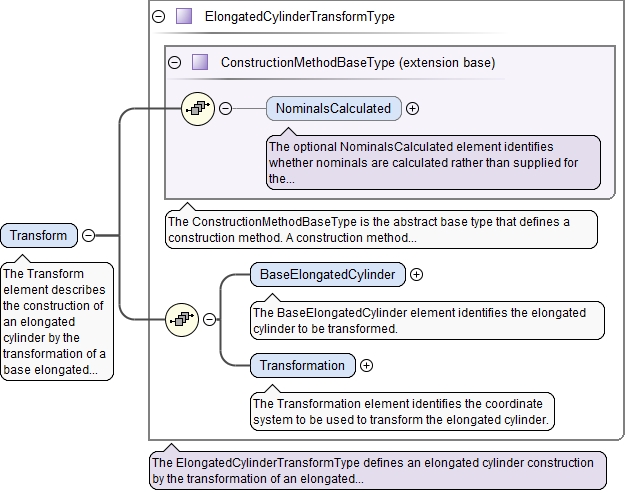 ElongatedCylinderTransformType
ConstructionMethodBaseType (extension base)
NominalsCalculated
The optional NominalsCalculated element identifies
whether nominals are calculated rather than supplied for
the...
The ConstructionMethodBaseType is the abstract base type that defines a
construction method. A construction method...
Transform
The Transform
element describes
the construction of
an elongated
cylinder by the
transformation of a
base elongated...
BaseElongatedCylinder
The BaseElongatedCylinder element identifies the elongated
cylinder to be transformed.
Transformation
The Transformation element identifies the coordinate
system to be used to transform the elongated cylinder.
The ElongatedCylinderTransformType defines an elongated cylinder construction
by the transformation of an elongated...